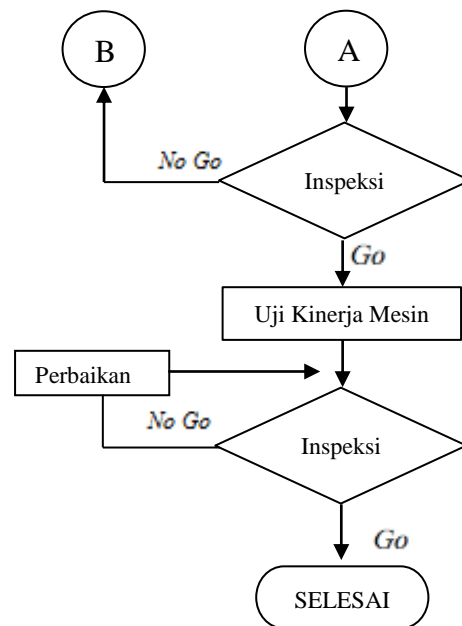 B
A
No Go
Inspeksi
Go
Uji Kinerja Mesin
Perbaikan
No Go
Inspeksi
Go
SELESAI